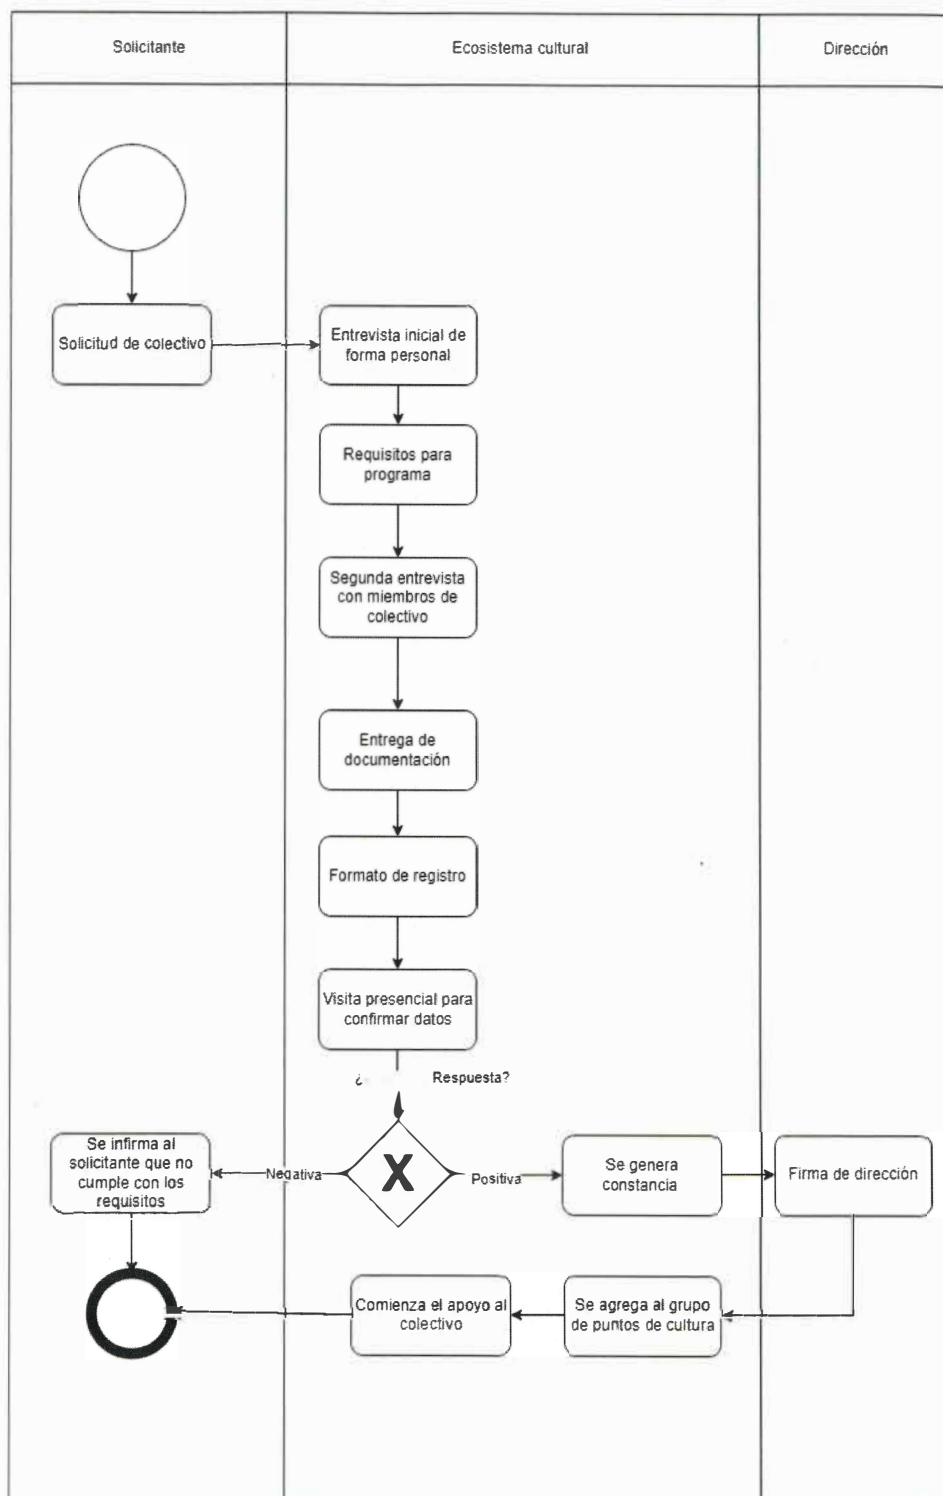 Solicitante
Ecosistema cultural
Dirección
Solicitud de colectivo
Entrevista inicial de
forma personal
Requisitos para
programa
Segunda entrevista
con miembros de
colectivo
Entrega de
documentación
Formato de registro
Visita presencial para
confirmar datos
¿ Respuesta?
Se infirma al
solicitante que no
cumple con los
requisitos
Negativa
X
Positiva
Se genera
constancia
Firma de dirección
Comienza el apoyo al
colectivo
Se agrega al grupo
de puntos de cultura